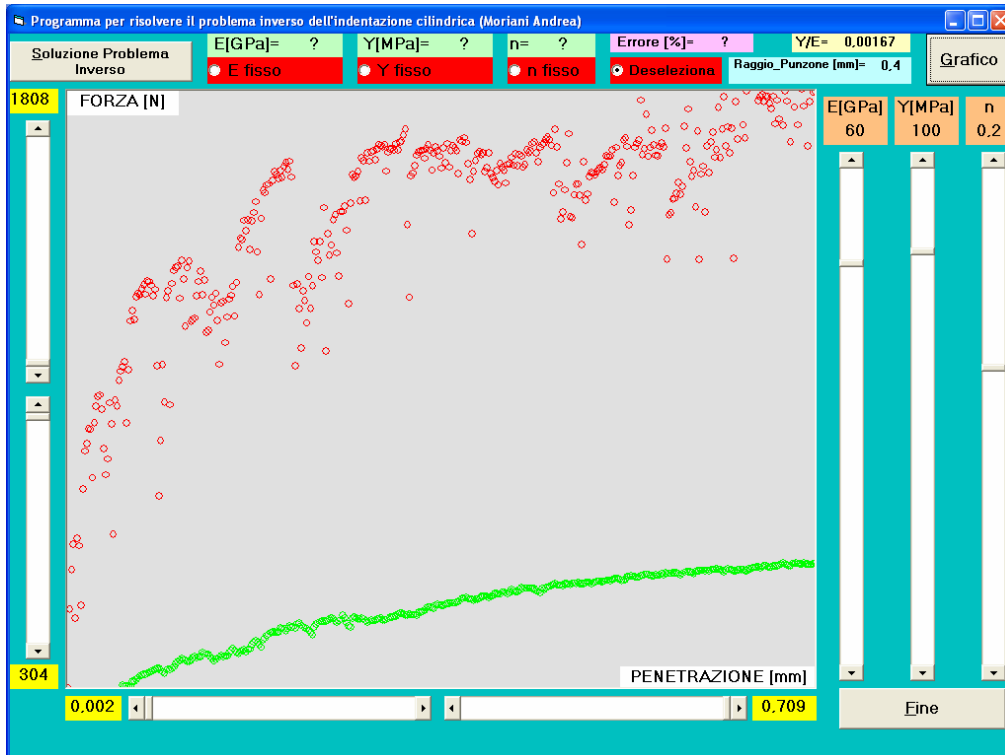 Programma per risolvere il problema inverso dell'indentazione cilindrica (Moriani Andrea)
Soluzione Problema
Inverso
E[GPa]= ?
Y[MPa]= ?
n= ?
Errore [%]= ?
Y/E= 0,00167
E fisso
Y fisso
n fisso
Deseleziona
Raggio_Punzone [mm]= 0,4
Grafico
1808
FORZA [N]
E[GPa]
60
Y[MPa]
100
n
0.2
304
PENETRAZIONE [mm]
0,002
0,709
Fine